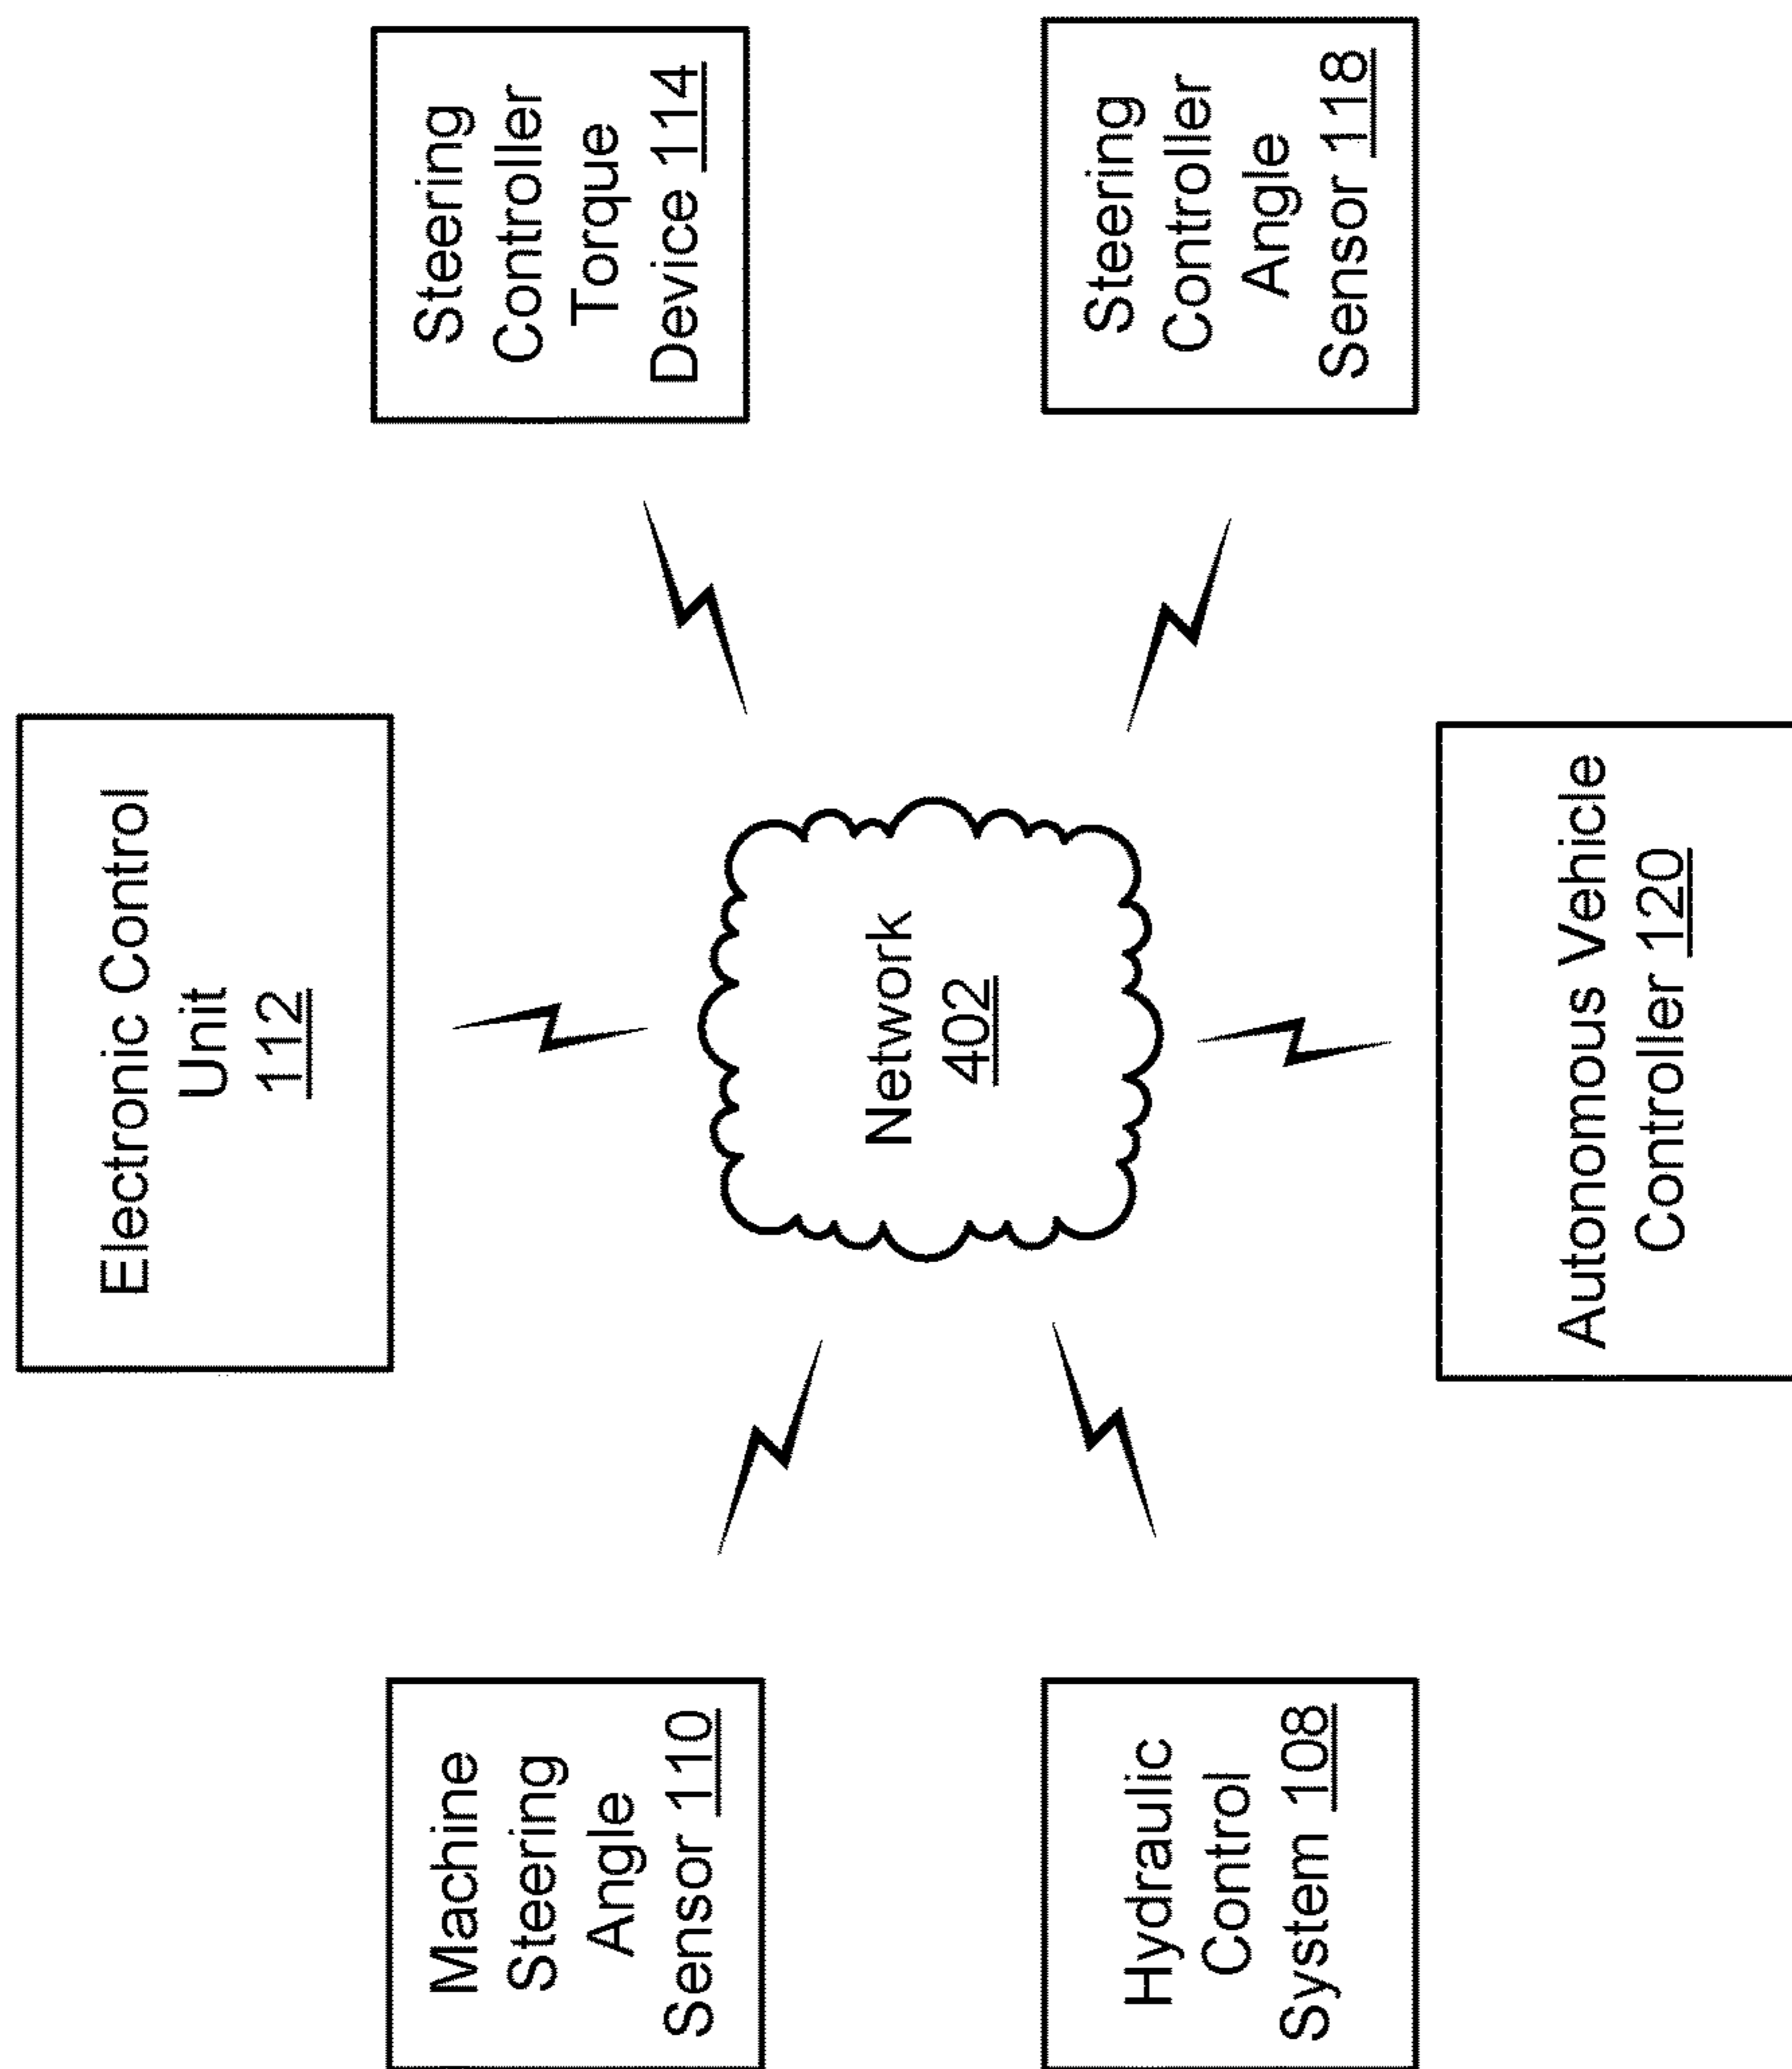 Electronic Control
Unit
112
Machine
Steering
Angle
Sensor 110
Steering
Controller
Torque
Device 114
Network
402
Hydraulic
Control
System 108
Steering
Controller
Angle
Sensor 118
Autonomous Vehicle
Controller 120